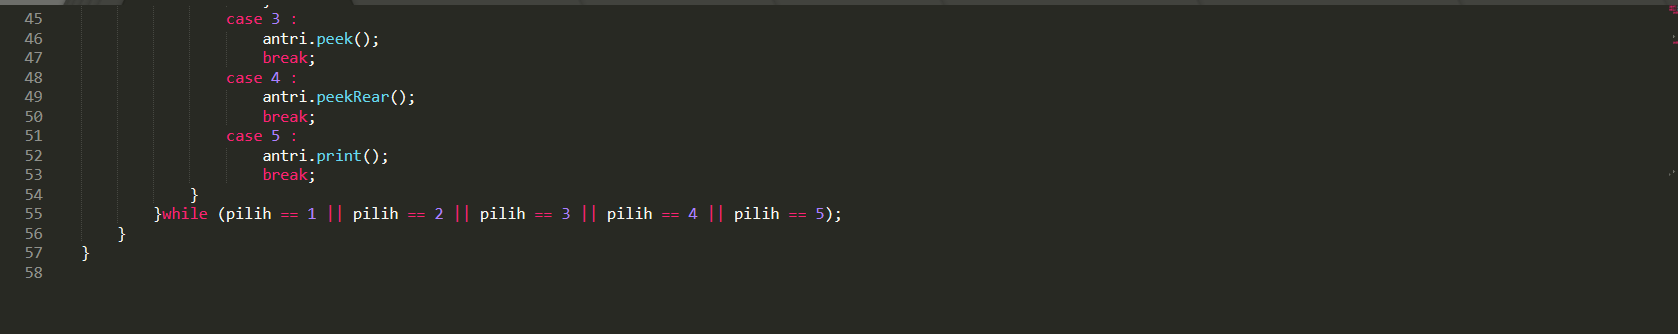 45 case 3 :
46 antri.peek();
47 break;
48 case 4 :
49 antri.peekRear();
50 break;
51 case 5 :
52 antri.print();
53 break;
54 }
55 }while (pilih == 1 || pilih == 2 || pilih == 3 || pilih == 4 || pilih == 5);
56 }
57 }
58